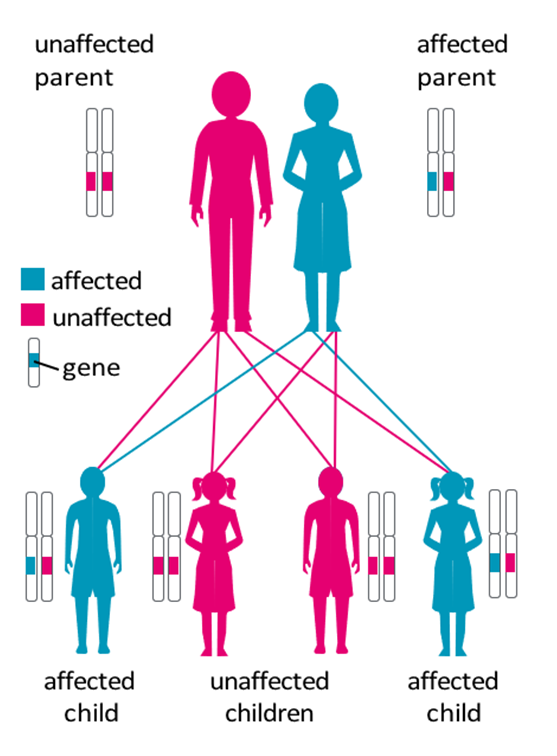 unaffected
parent
affected
parent
affected
unaffected
gene
affected
child
unaffected
children
affected
child